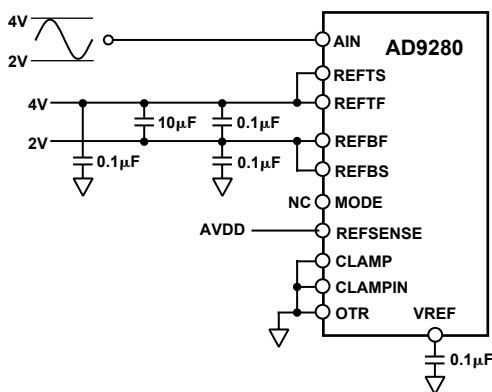 4V
2V
AIN
AD9280
REFTS
4V
REFTF
10µF
0.1µF
2V
REFBF
0.1µF
0.1µF
REFBS
NC
MODE
AVDD
REFSENSE
CLAMP
CLAMPIN
OTR
VREF
0.1µF